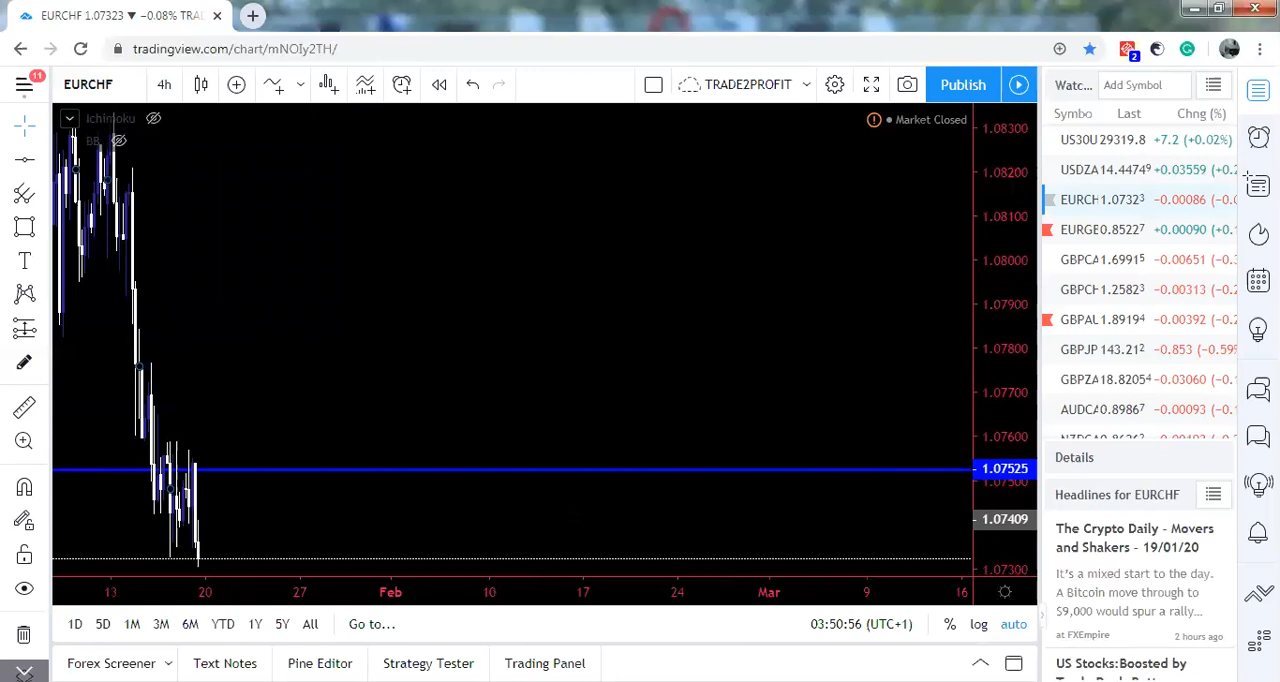 EURCHF 1.07323 ▼ −0.08% TRA
tradingview.com/chart/mNOIy2TH/
2
11
EURCHF 4h TRADE2PROFIT Publish
Watc... Add Symbol
Symbo Last Chng (%)
Ichimoku
BB
Market Closed
US30U 29319.8 +7.2 (+0.02%)
USDZA 14.4474⁹ +0.03559 (+0.2
EURCH 1.0732³ −0.00086 (−0.0
EURGE 0.8522⁷ +0.00090 (+0.1
GBPCA 1.6991⁵ −0.00651 (−0.3
GBPCH 1.2582³ −0.00313 (−0.2
GBPAU 1.8919⁴ −0.00392 (−0.2
GBPJP 143.21² −0.853 (−0.59%
GBPZA 18.8205⁴ −0.03060 (−0.1
AUDCA 0.8986⁷ −0.00093 (−0.1
1.08300
1.08200
1.08100
1.08000
1.07900
1.07800
1.07700
1.07600
1.07525
1.07500
1.07409
1.07300
13 20 27 Feb 10 17 24 Mar 9 16
1D 5D 1M 3M 6M YTD 1Y 5Y All Go to... 03:50:56 (UTC+1) % log auto
Forex Screener Text Notes Pine Editor Strategy Tester Trading Panel
Details
Headlines for EURCHF
The Crypto Daily - Movers
and Shakers - 19/01/20
It's a mixed start to the day.
A Bitcoin move through to
$9,000 would spur a rally...
at FXEmpire 2 hours ago
US Stocks:Boosted by